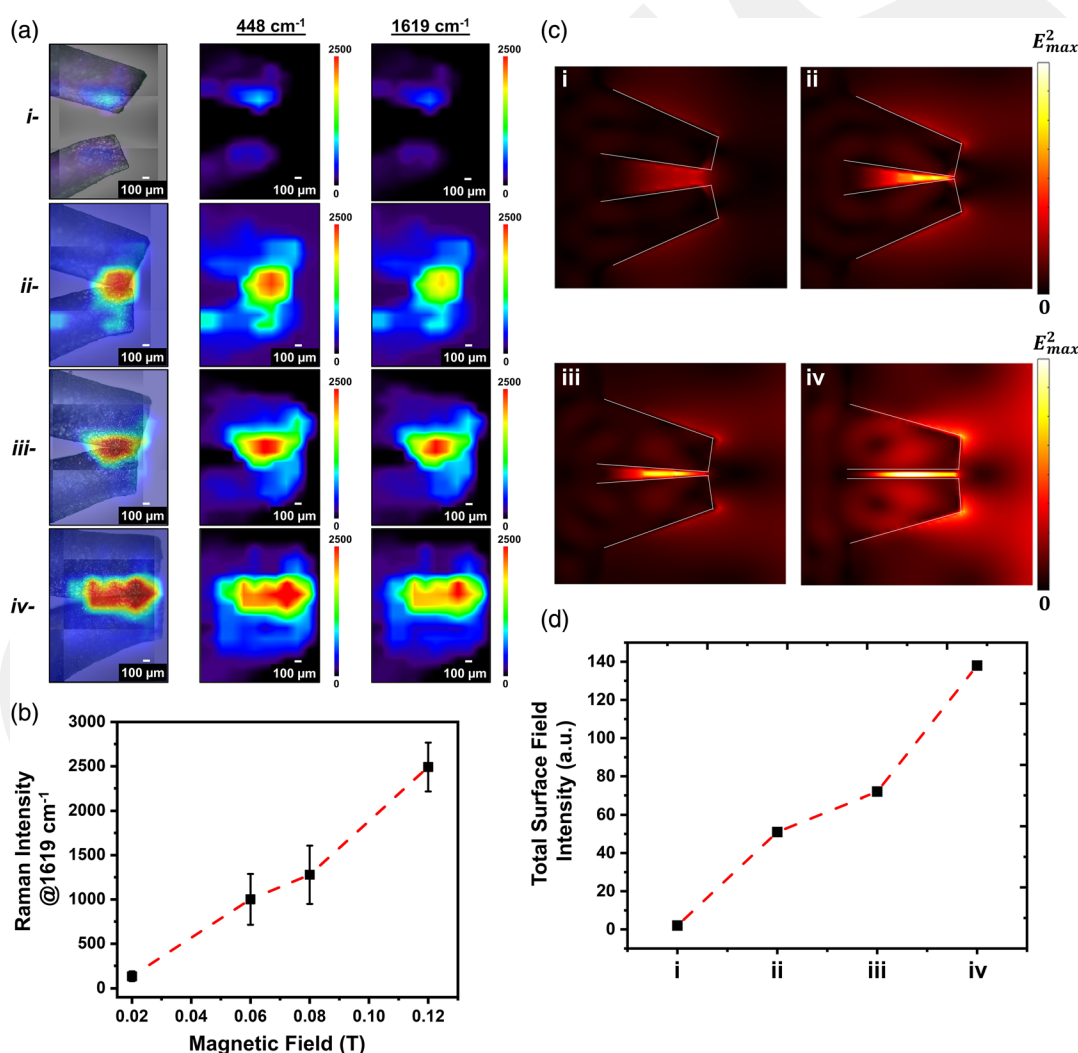 (a)
448 cm⁻¹
1619 cm⁻¹
i-
100 µm
100 µm
2500
0
100 µm
2500
0
ii-
100 µm
100 µm
2500
0
100 µm
2500
0
iii-
100 µm
100 µm
2500
0
100 µm
2500
0
iv-
100 µm
100 µm
2500
0
100 µm
2500
0
(b)
Raman Intensity
@1619 cm⁻¹
3000
2500
2000
1500
1000
500
0
0.02
0.04
0.06
0.08
0.10
0.12
Magnetic Field (T)
(c)
i
ii
E²max
0
iii
iv
E²max
0
(d)
Total Surface Field
Intensity (a.u.)
140
120
100
80
60
40
20
0
i
ii
iii
iv